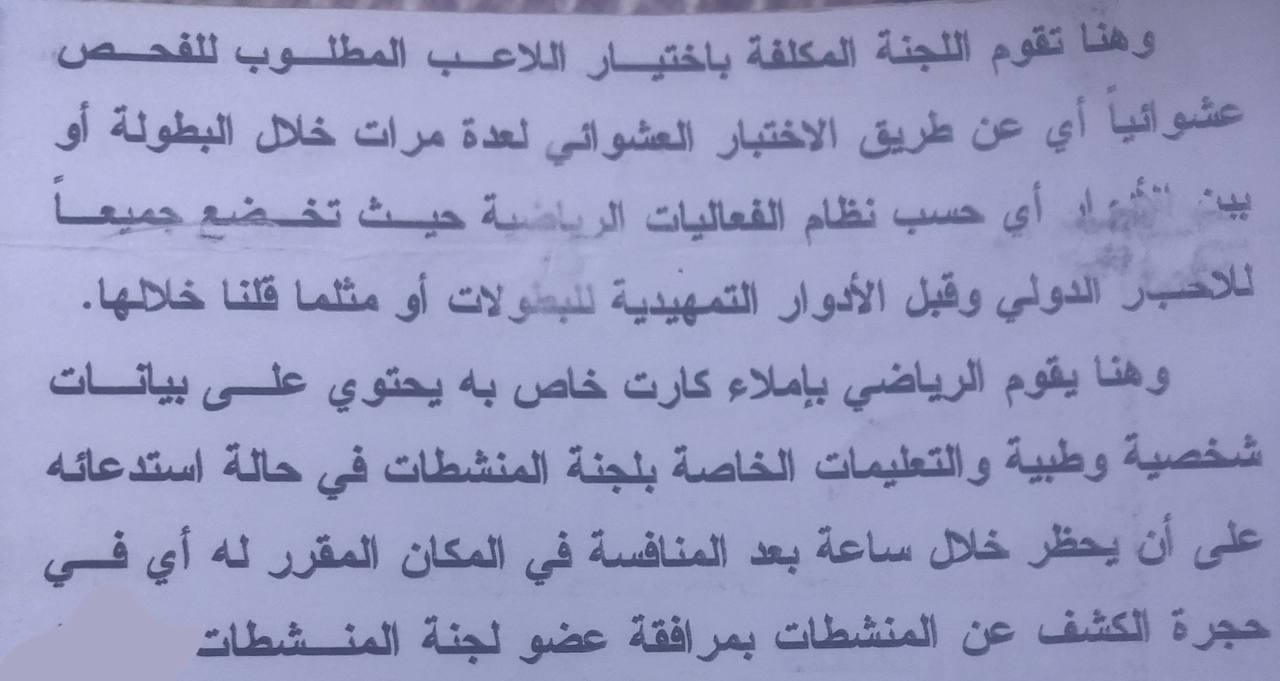 وهنا تقوم اللجنة المكلفة باختيار اللاعب المطلوب للفحص
عشوائياً أي عن طريق الاختبار العشوائي لعدة مرات خلال البطولة أو
بين أي حسب نظام الفعاليات الرياضية حيث تخضع جميعاً
الدولي وقبل الأدوار التمهيدية للبطولات أو مثلما قلنا خلالها.
وهنا يقوم الرياضي بإملاء كارت خاص به يحتوي على بيانات
شخصية وطبية والتعليمات الخاصة بلجنة المنشطات في حالة استدعائه
على أن يحظر خلال ساعة بعد المنافسة في المكان المقرر له أي في
حجرة الكشف عن المنشطات بمرافقة عضو لجنة المنشطات